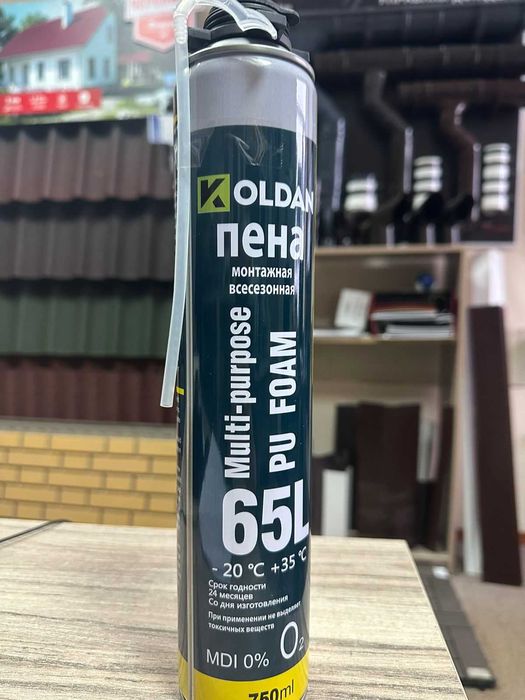 KOLDAN
пена
монтажная
всесезонная
Multi-purpose
PU FOAM
65L
- 20 °C +35 °C
Срок годности
24 месяцев
Со дня изготовления
При применении не выделяет
токсичных веществ
MDI 0% O₂
750ml